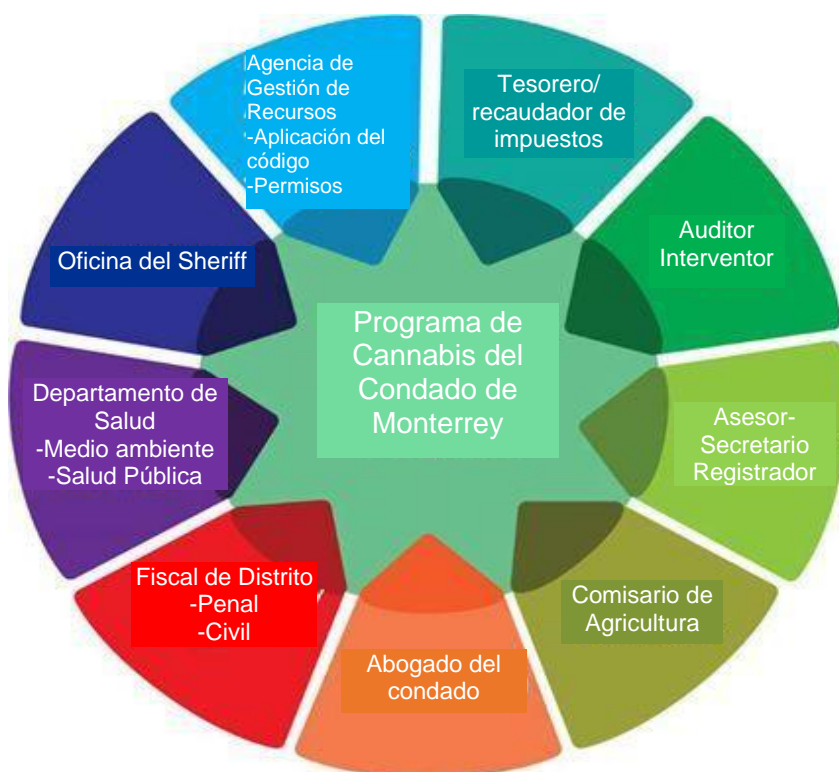 Agencia de
Gestión de
Recursos
-Aplicación del
código
-Permisos
Tesorero/
recaudador de
impuestos
Auditor
Interventor
Asesor-
Secretario
Registrador
Comisario de
Agricultura
Abogado del
condado
Fiscal de Distrito
-Penal
-Civil
Departamento de
Salud
-Medio ambiente
-Salud Pública
Oficina del Sheriff
Programa de
Cannabis del
Condado de
Monterrey